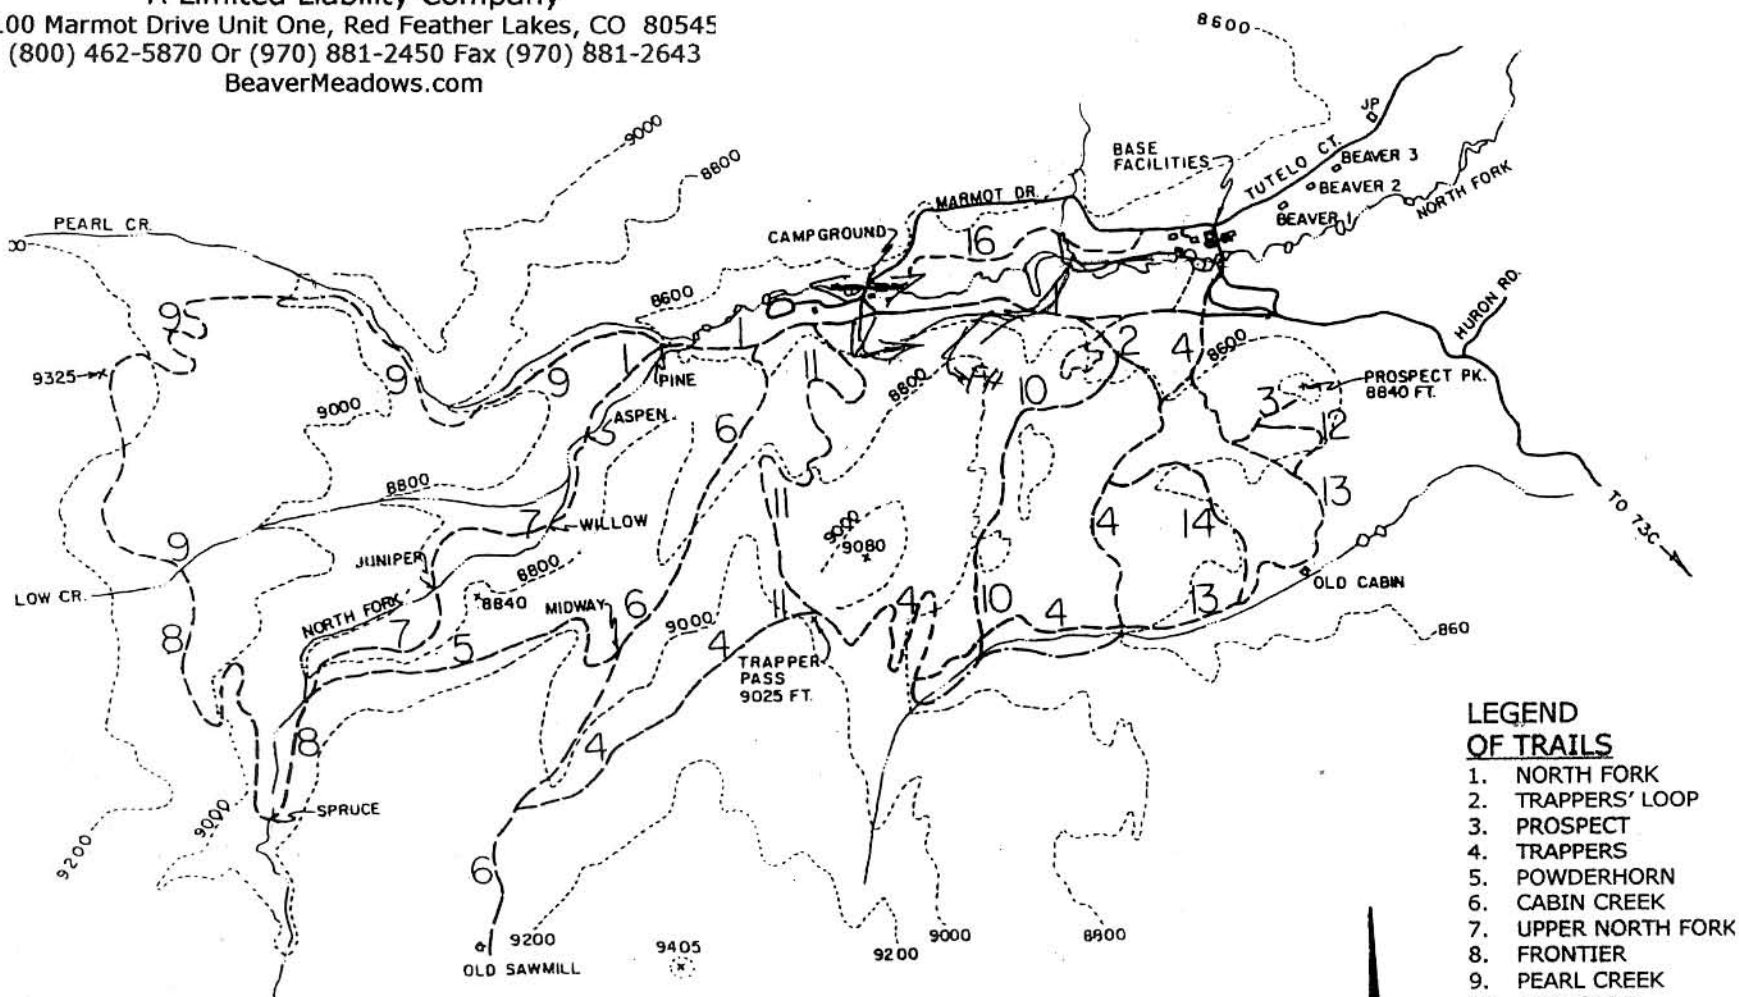 .00 Marmot Drive Unit One, Red Feather Lakes, CO 80545
(800) 462-5870 Or (970) 881-2450 Fax (970) 881-2643
BeaverMeadows.com
8600
9000
8800
JP
BASE
FACILITIES
TUTELO CT.
BEAVER 3
BEAVER 2
BEAVER 1
NORTH FORK
MARMOT DR.
PEARL CR.
CAMPGROUND
16
HURON RD.
8600
9
1
11
2
4
8600
9325
9
9
1
PINE
8800
10
PROSPECT PK.
8840 FT.
3
12
9000
ASPEN
6
8800
7
WILLOW
11
9000
9080
4
14
13
TO 73C
9
JUNIPER
8800
LOW CR.
8840
MIDWAY
6
11
4
10
4
13
OLD CABIN
NORTH FORK
8
7
5
9000
4
860
TRAPPER
PASS
9025 FT.
8
4
SPRUCE
9000
9200
6
9200
9405
9200
9000
8800
OLD SAWMILL
LEGEND
OF TRAILS
1. NORTH FORK
2. TRAPPERS' LOOP
3. PROSPECT
4. TRAPPERS
5. POWDERHORN
6. CABIN CREEK
7. UPPER NORTH FORK
8. FRONTIER
9. PEARL CREEK